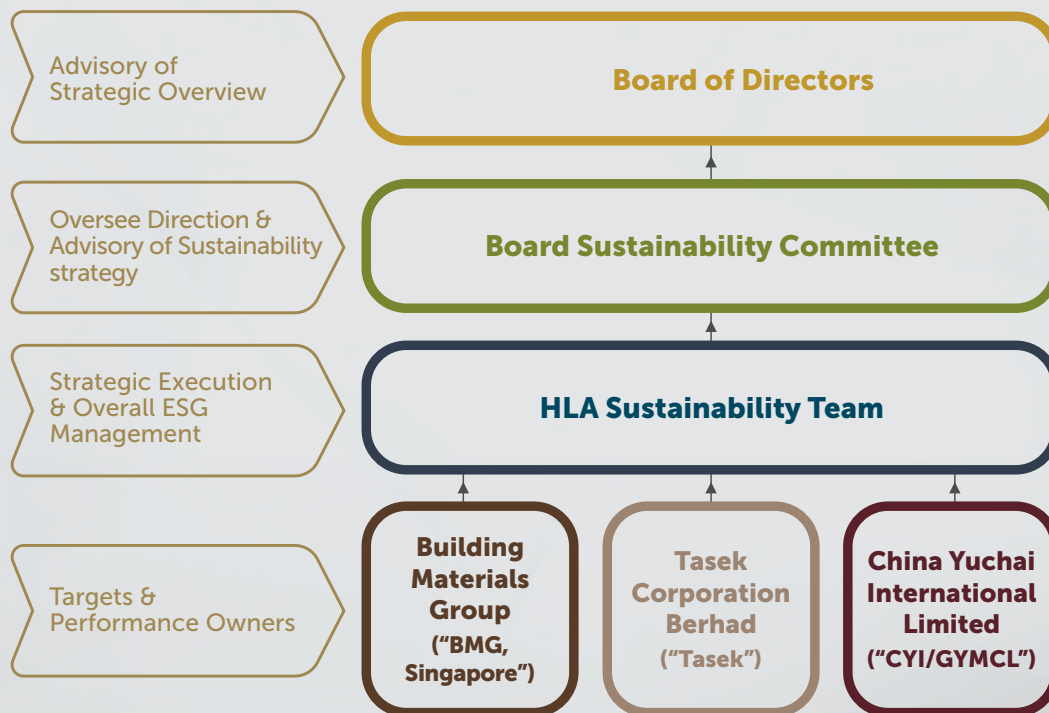 Advisory of
Strategic Overview
Board of Directors
Oversee Direction &
Advisory of Sustainability
strategy
Board Sustainability Committee
Strategic Execution
& Overall ESG
Management
HLA Sustainability Team
Targets &
Performance Owners
Building
Materials
Group
(“BMG,
Singapore”)
Tasek
Corporation
Berhad
(“Tasek”)
China Yuchai
International
Limited
(“CYI/GYMCL”)